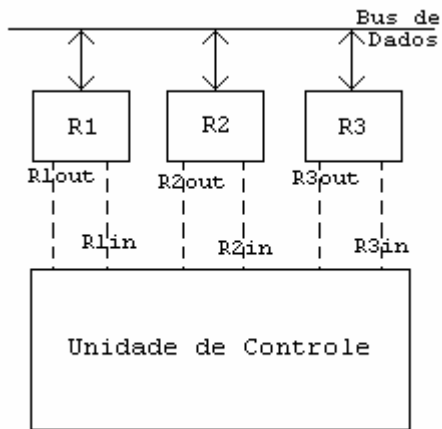 Bus de
Dados
R1
R2
R3
R1out
R2out
R3out
R1in
R2in
R3in
Unidade de Controle